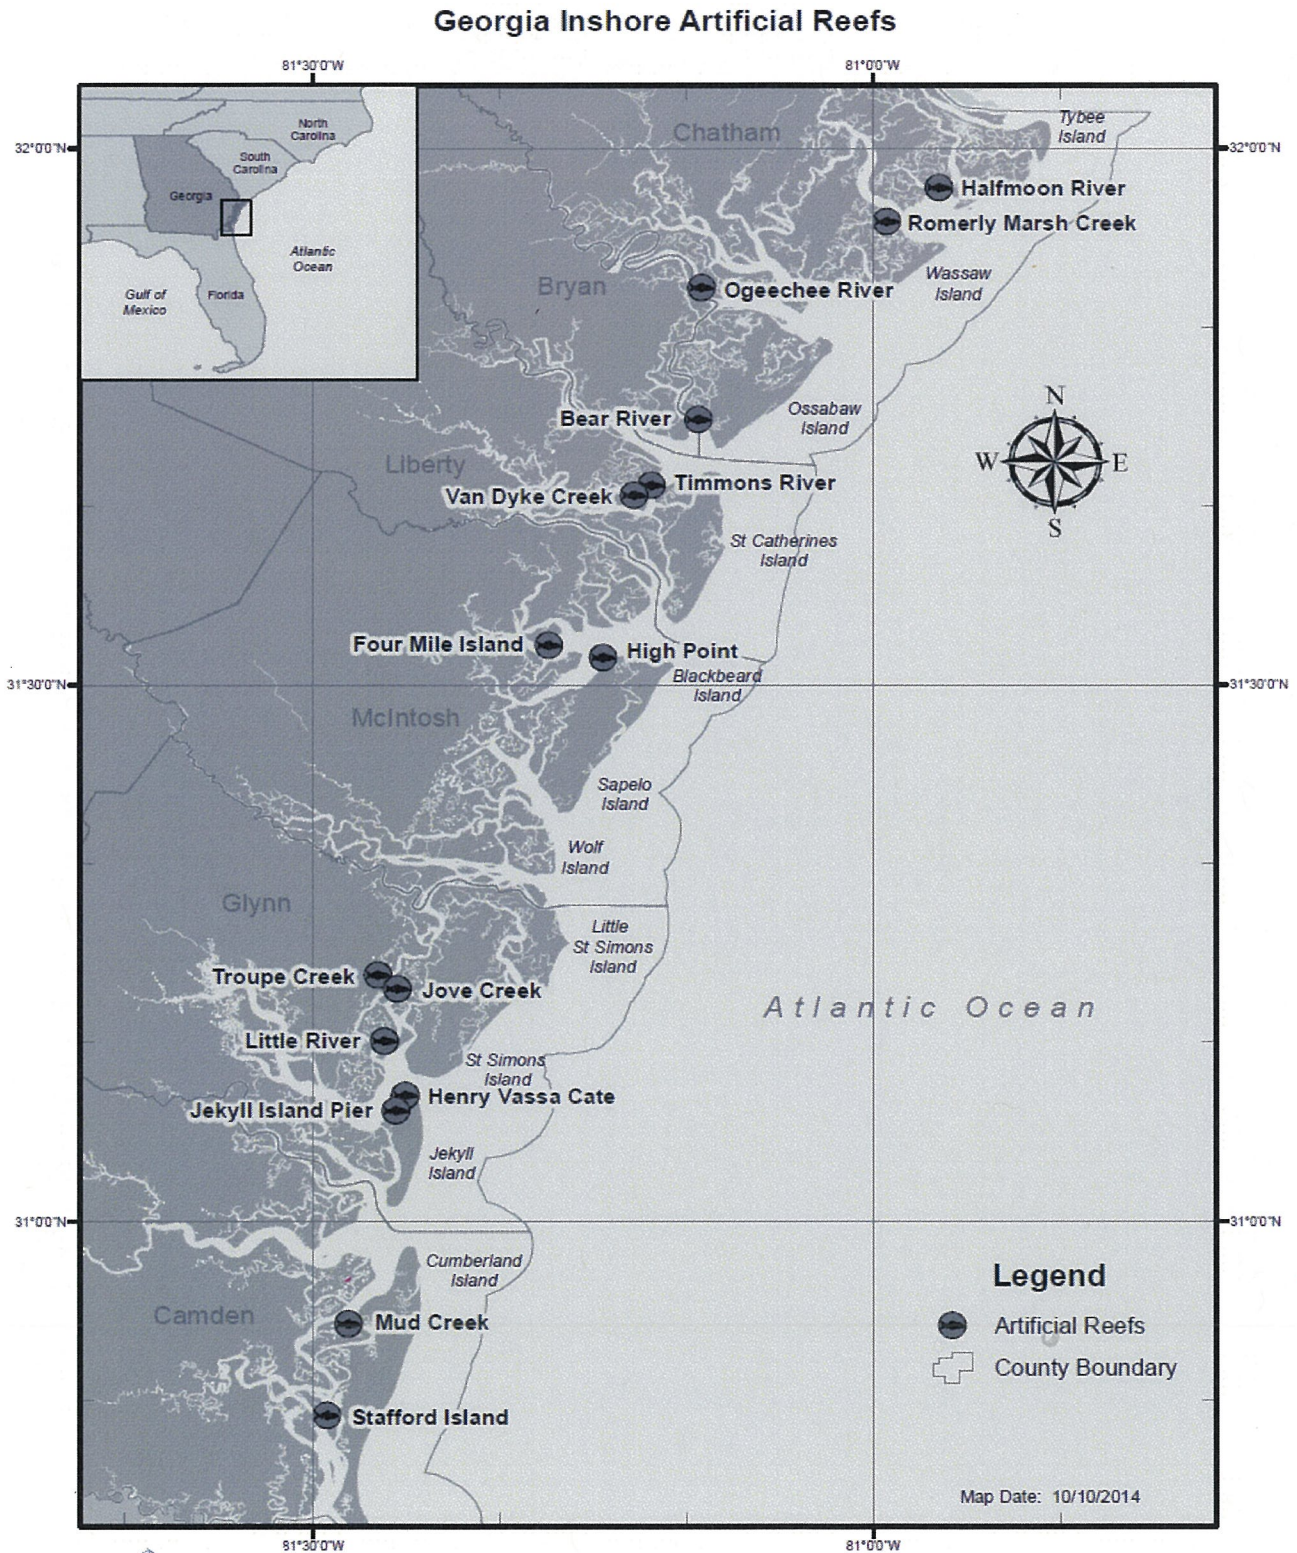 Georgia Inshore Artificial Reefs
81°30'0"W
81°0'0"W
North
Carolina
South
Carolina
Georgia
Atlantic
Ocean
Gulf of
Mexico
Florida
Chatham
Tybee
Island
32°0'0"N
32°0'0"N
Halfmoon River
Romerly Marsh Creek
Wassaw
Island
Bryan
Ogeechee River
Ossabaw
Island
Bear River
N
W
E
S
Liberty
Timmons River
Van Dyke Creek
St Catherines
Island
Four Mile Island
High Point
Blackbeard
Island
31°30'0"N
31°30'0"N
McIntosh
Sapelo
Island
Wolf
Island
Glynn
Little
St Simons
Island
Troupe Creek
Jove Creek
Atlantic Ocean
Little River
St Simons
Island
Henry Vassa Cate
Jekyll Island Pier
Jekyll
Island
31°0'0"N
31°0'0"N
Cumberland
Island
Camden
Mud Creek
Stafford Island
Legend
Artificial Reefs
County Boundary
Map Date: 10/10/2014
81°30'0"W
81°0'0"W